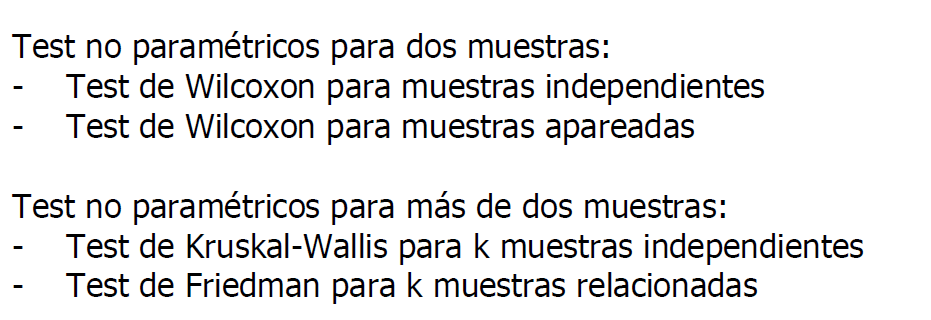 Test no paramétricos para dos muestras:
- Test de Wilcoxon para muestras independientes
- Test de Wilcoxon para muestras apareadas
Test no paramétricos para más de dos muestras:
- Test de Kruskal-Wallis para k muestras independientes
- Test de Friedman para k muestras relacionadas